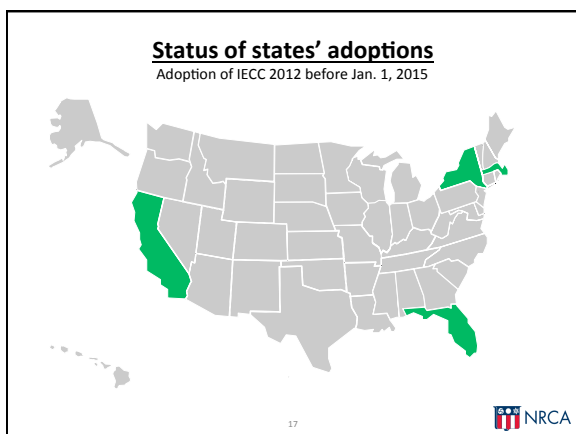 Status of states' adoptions
Adoption of IECC 2012 before Jan. 1, 2015
17
NRCA